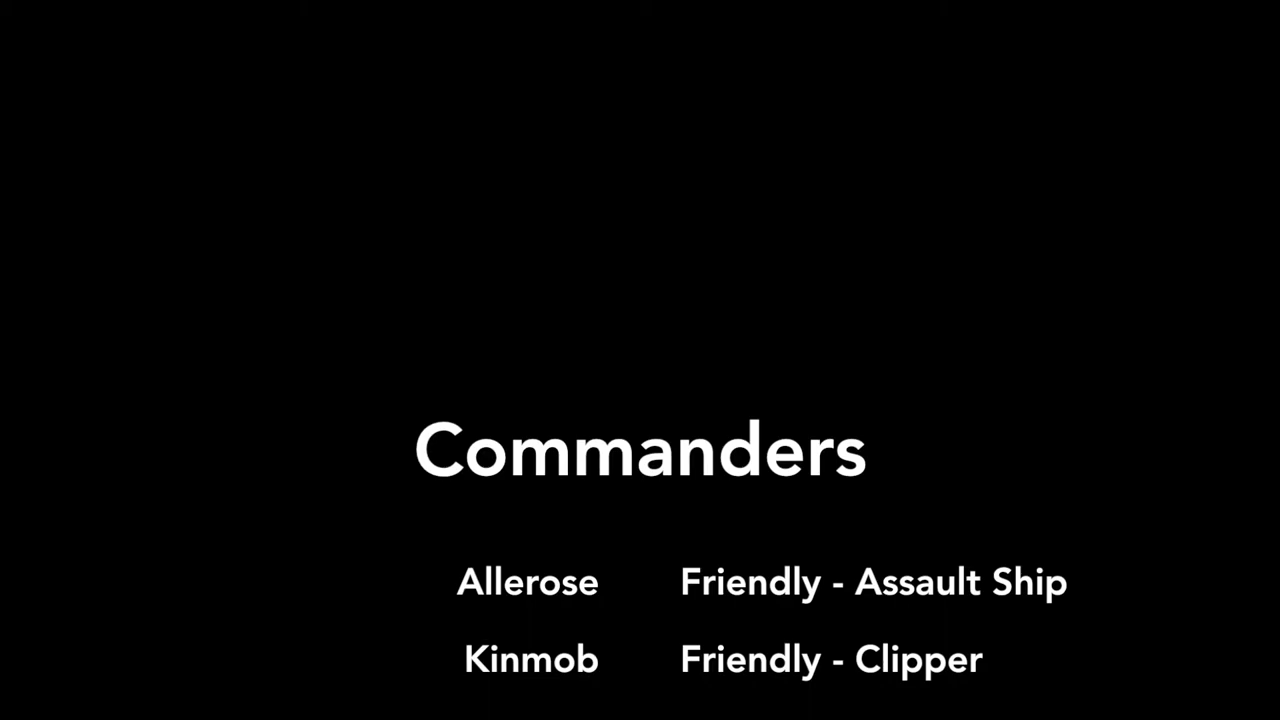 Commanders
Allerose Friendly - Assault Ship
Kinmob Friendly - Clipper